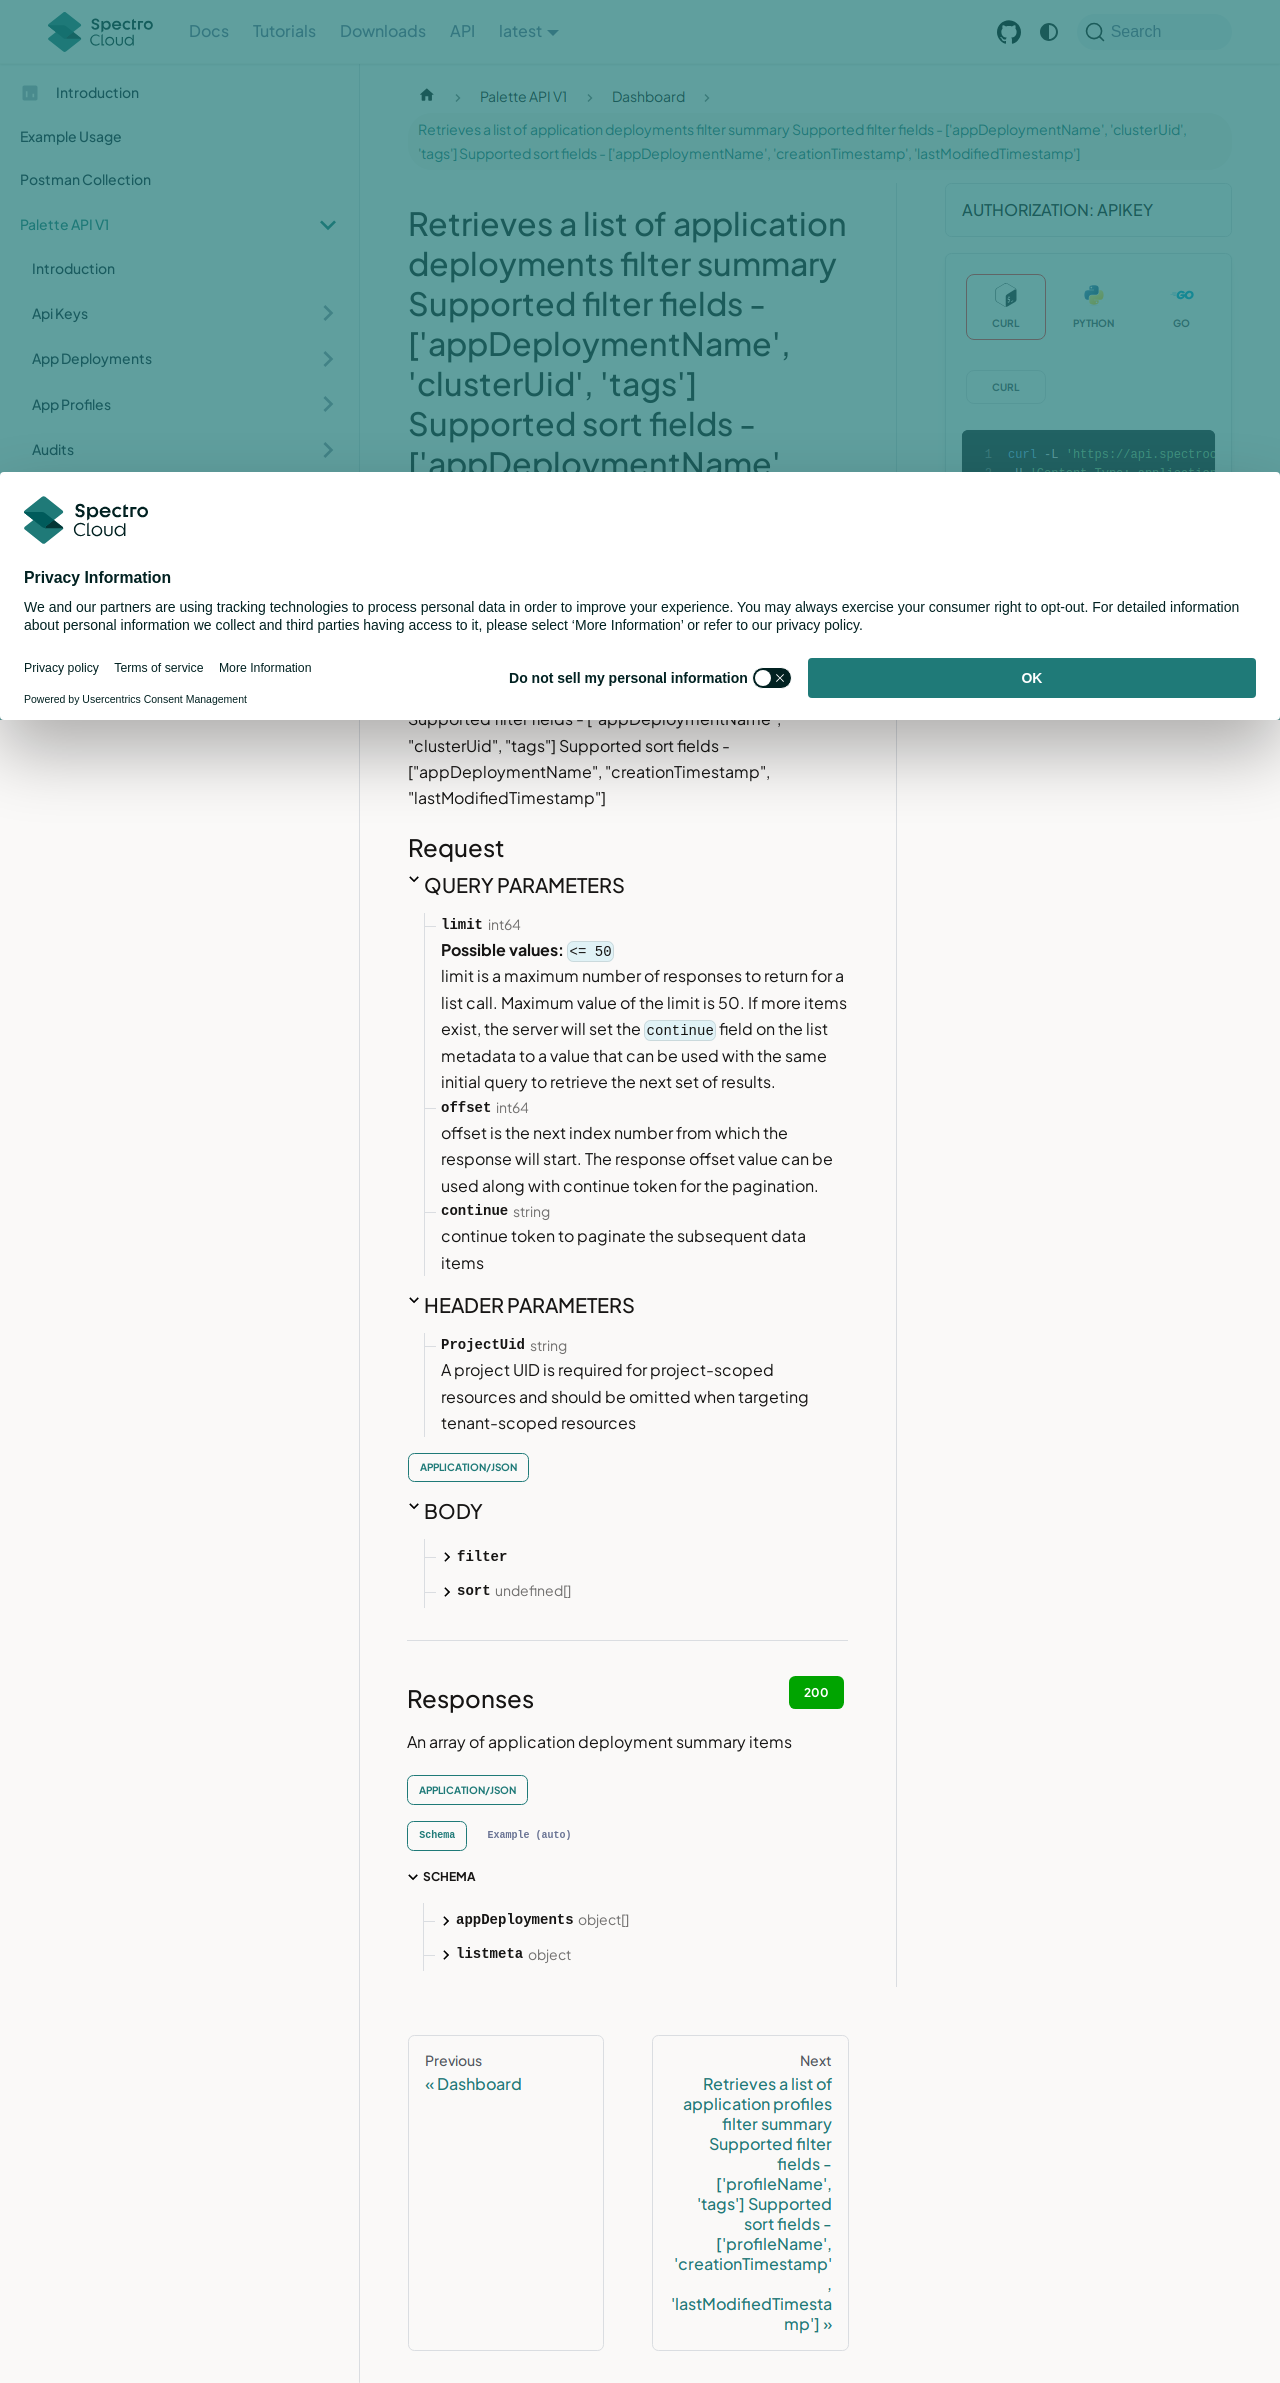 Spectro Cloud
Docs
Tutorials
Downloads
API
latest
Search
Introduction
Example Usage
Postman Collection
Palette API V1
Introduction
Api Keys
App Deployments
App Profiles
Audits
Palette API V1
Dashboard
Retrieves a list of application deployments filter summary Supported filter fields - ['appDeploymentName', 'clusterUid',
'tags'] Supported sort fields - ['appDeploymentName', 'creationTimestamp', 'lastModifiedTimestamp']
Retrieves a list of application
deployments filter summary
Supported filter fields -
['appDeploymentName',
'clusterUid', 'tags']
Supported sort fields -
['appDeploymentName',
AUTHORIZATION: APIKEY
CURL
PYTHON
GO
CURL
1 curl -L 'https://api.spectroc
Spectro Cloud
Privacy Information
We and our partners are using tracking technologies to process personal data in order to improve your experience. You may always exercise your consumer right to opt-out. For detailed information
about personal information we collect and third parties having access to it, please select ‘More Information’ or refer to our privacy policy.
Privacy policy
Terms of service
More Information
Powered by Usercentrics Consent Management
Do not sell my personal information
OK
Supported filter fields - ["appDeploymentName",
"clusterUid", "tags"] Supported sort fields -
["appDeploymentName", "creationTimestamp",
"lastModifiedTimestamp"]
Request
QUERY PARAMETERS
limit int64
Possible values: <= 50
limit is a maximum number of responses to return for a
list call. Maximum value of the limit is 50. If more items
exist, the server will set the continue field on the list
metadata to a value that can be used with the same
initial query to retrieve the next set of results.
offset int64
offset is the next index number from which the
response will start. The response offset value can be
used along with continue token for the pagination.
continue string
continue token to paginate the subsequent data
items
HEADER PARAMETERS
ProjectUid string
A project UID is required for project-scoped
resources and should be omitted when targeting
tenant-scoped resources
APPLICATION/JSON
BODY
filter
sort undefined[]
Responses
200
An array of application deployment summary items
APPLICATION/JSON
Schema
Example (auto)
SCHEMA
appDeployments object[]
listmeta object
Previous
« Dashboard
Next
Retrieves a list of
application profiles
filter summary
Supported filter
fields -
['profileName',
'tags'] Supported
sort fields -
['profileName',
'creationTimestamp'
,
'lastModifiedTimesta
mp'] »